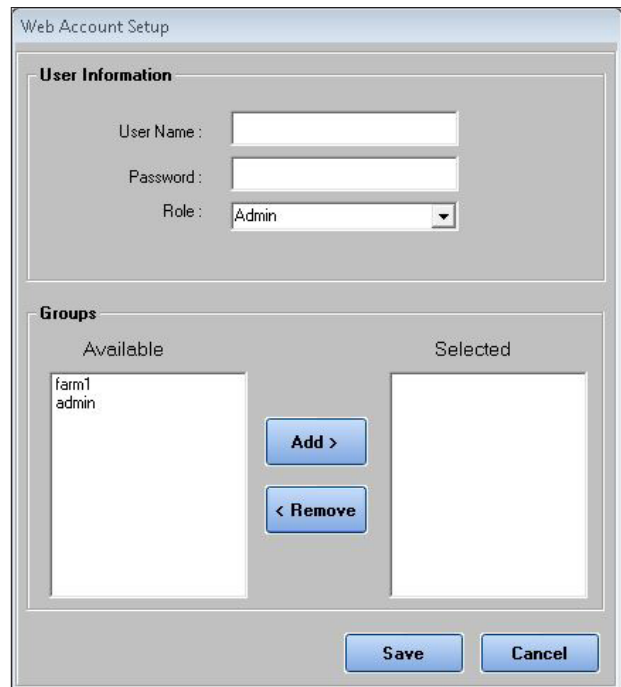 Web Account Setup
User Information
User Name :
Password :
Role :
Admin
Groups
Available
Selected
farm1
admin
Add >
< Remove
Save
Cancel